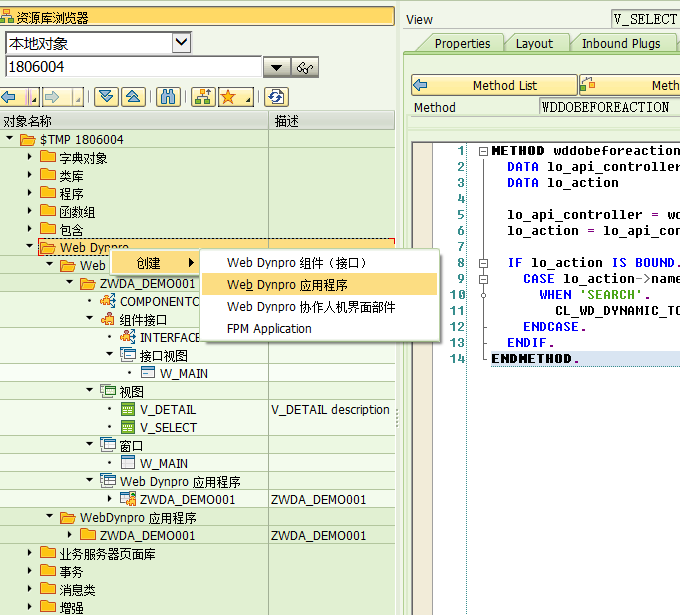 资源库浏览器
本地对象
1806004
对象名称 描述
$TMP 1806004
字典对象
类库
程序
函数组
包含
Web Dynpro
Web
ZWDA_DEMO001
COMPONENTC
组件接口
INTERFACE
接口视图
W_MAIN
视图
V_DETAIL V_DETAIL description
V_SELECT
窗口
W_MAIN
Web Dynpro 应用程序
ZWDA_DEMO001 ZWDA_DEMO001
WebDynpro 应用程序
ZWDA_DEMO001 ZWDA_DEMO001
业务服务器页面库
事务
消息类
增强
创建
Web Dynpro 组件（接口）
Web Dynpro 应用程序
Web Dynpro 协作人机界面部件
FPM Application
View V_SELECT
Properties Layout Inbound Plugs
Method List Meth
Method WDDOBEFOREACTION
1 METHOD wddobeforeaction
2 DATA lo_api_controller
3 DATA lo_action
4
5 lo_api_controller = wd
6 lo_action = lo_api_con
7
8 IF lo_action IS BOUND.
9 CASE lo_action->name
10 WHEN 'SEARCH'.
11 CL_WD_DYNAMIC_TO
12 ENDCASE.
13 ENDIF.
14 ENDMETHOD.